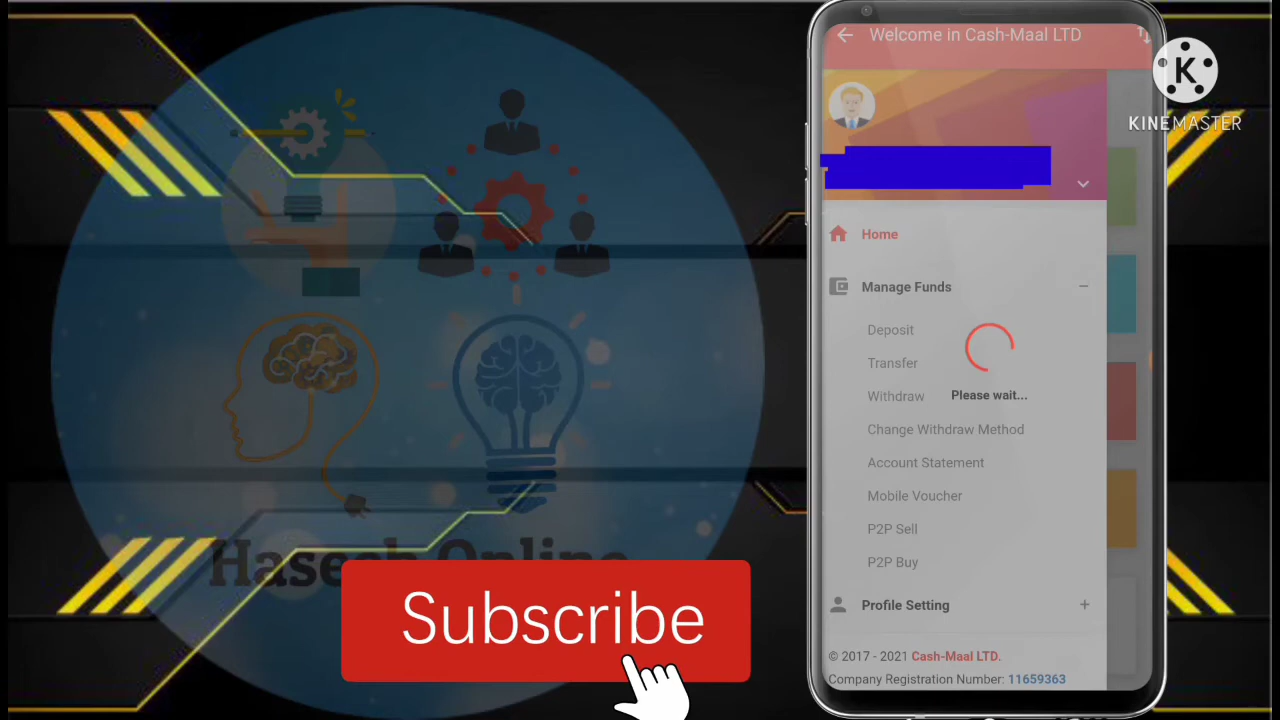 Welcome in Cash-Maal LTD
KINEMASTER
Home
Manage Funds
Deposit
Transfer
Withdraw
Please wait...
Change Withdraw Method
Account Statement
Mobile Voucher
P2P Sell
P2P Buy
Profile Setting
© 2017 - 2021 Cash-Maal LTD.
Company Registration Number: 11659363
Online
Subscribe